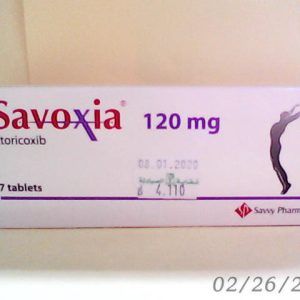 Savoxia®
120 mg
toricoxib
08.01.2020
4.110
7 tablets
Savvy Pharm
02/26/2